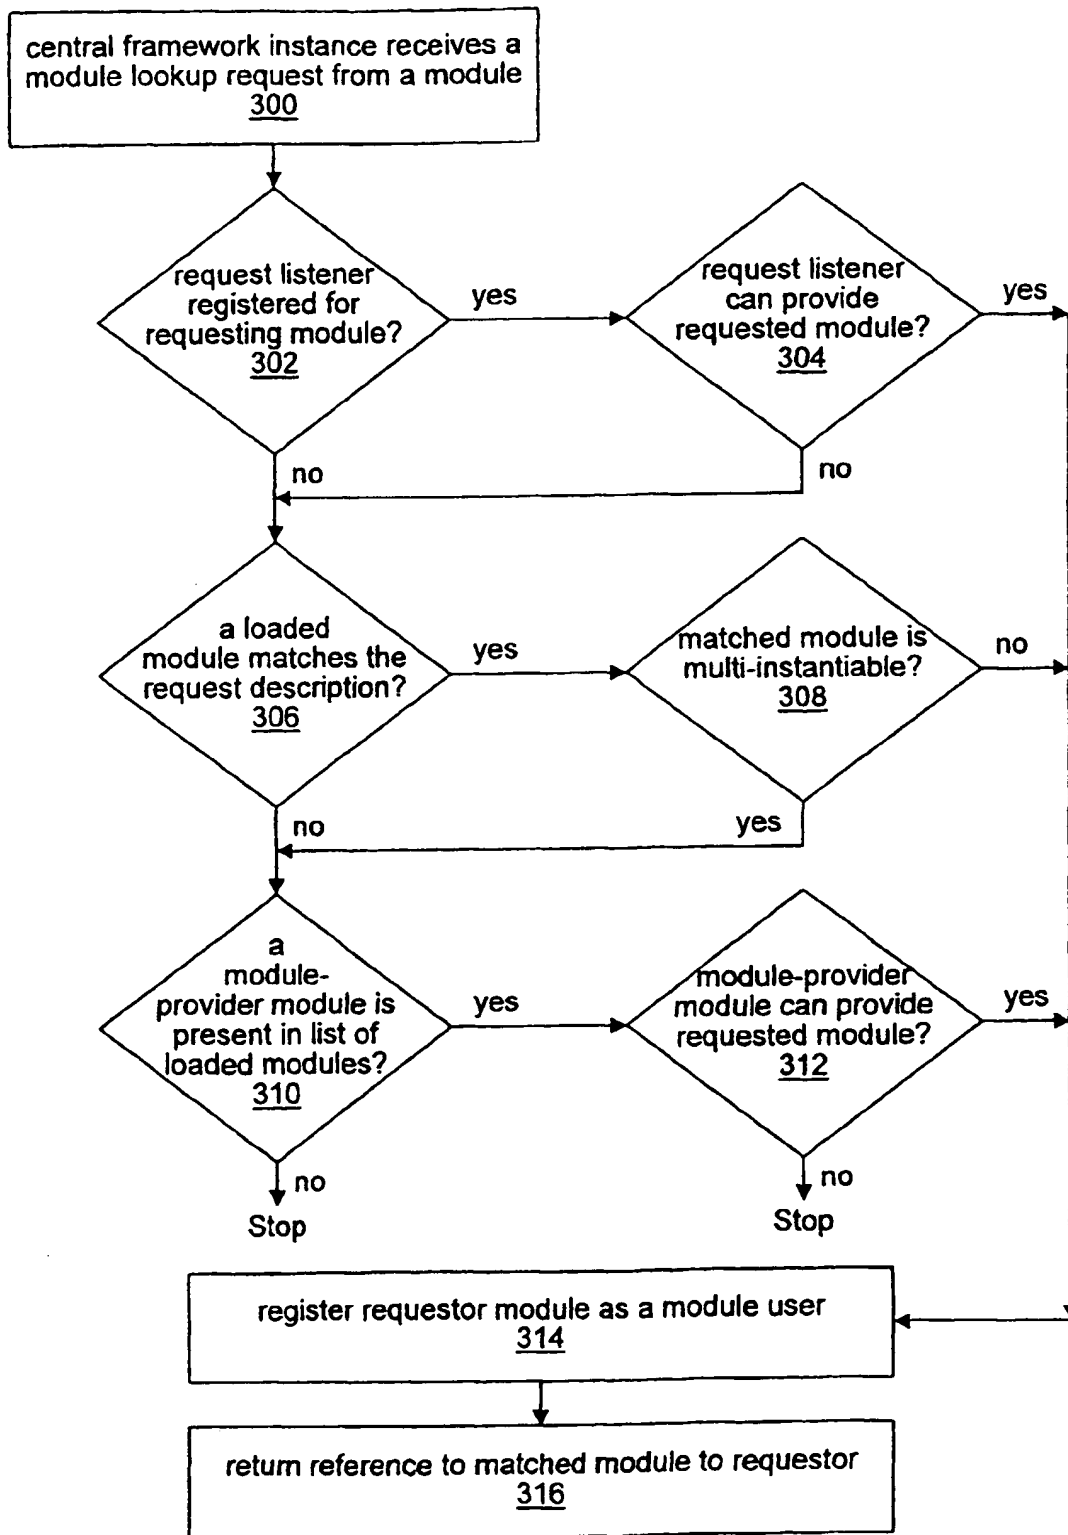 central framework instance receives a
module lookup request from a module
300
request listener
registered for
requesting module?
302
yes
request listener
can provide
requested module?
304
yes
no
no
a loaded
module matches the
request description?
306
yes
matched module is
multi-instantiable?
308
no
no
yes
a
module-
provider module is
present in list of
loaded modules?
310
yes
module-provider
module can provide
requested module?
312
yes
no
Stop
no
Stop
register requestor module as a module user
314
return reference to matched module to requestor
316